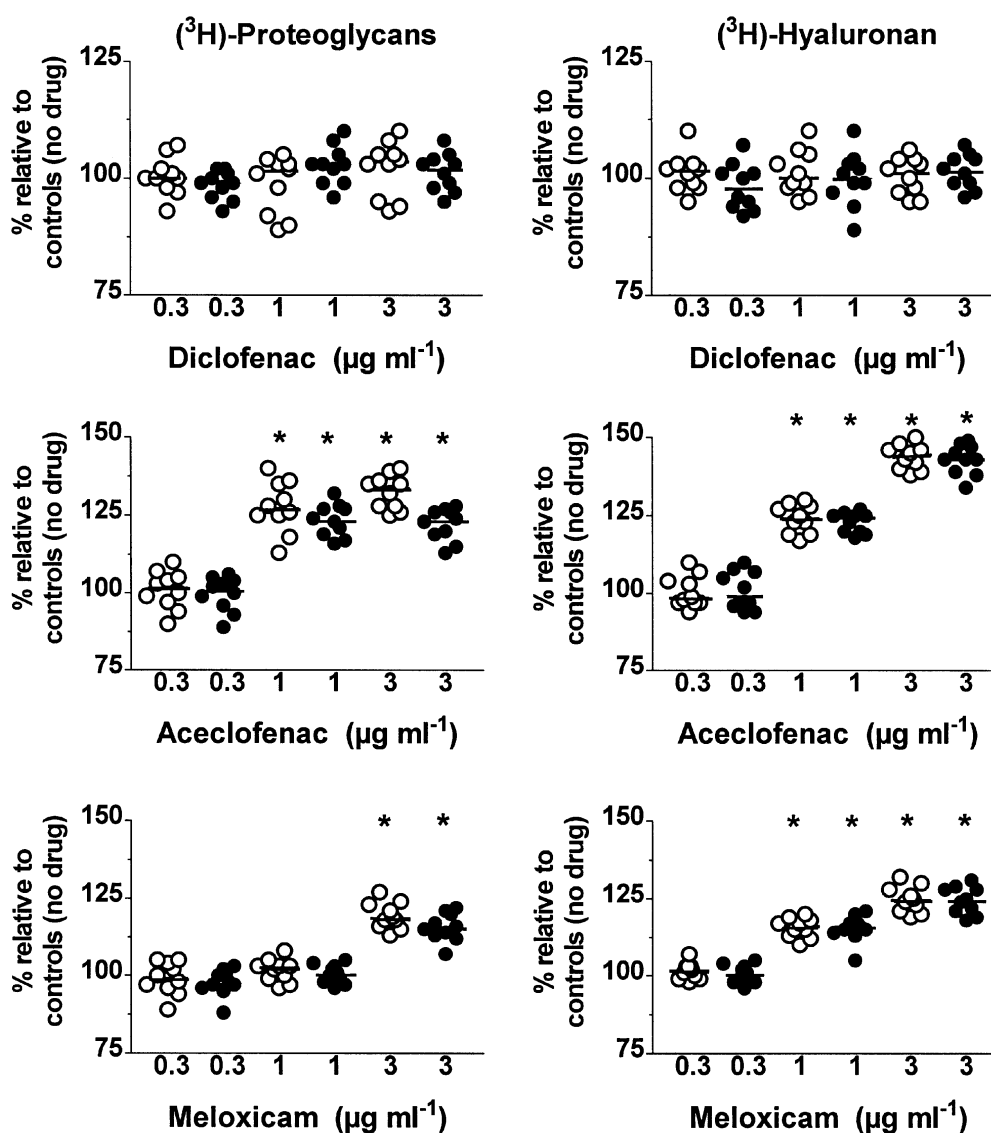 (³H)-Proteoglycans
% relative to
controls (no drug)
125
100
75
0.3 0.3 1 1 3 3
Diclofenac (µg ml⁻¹)
(³H)-Hyaluronan
% relative to
controls (no drug)
125
100
75
0.3 0.3 1 1 3 3
Diclofenac (µg ml⁻¹)
% relative to
controls (no drug)
150
125
100
75
* * * *
0.3 0.3 1 1 3 3
Aceclofenac (µg ml⁻¹)
% relative to
controls (no drug)
150
125
100
75
* * * *
0.3 0.3 1 1 3 3
Aceclofenac (µg ml⁻¹)
% relative to
controls (no drug)
150
125
100
75
* *
0.3 0.3 1 1 3 3
Meloxicam (µg ml⁻¹)
% relative to
controls (no drug)
150
125
100
75
* * * *
0.3 0.3 1 1 3 3
Meloxicam (µg ml⁻¹)